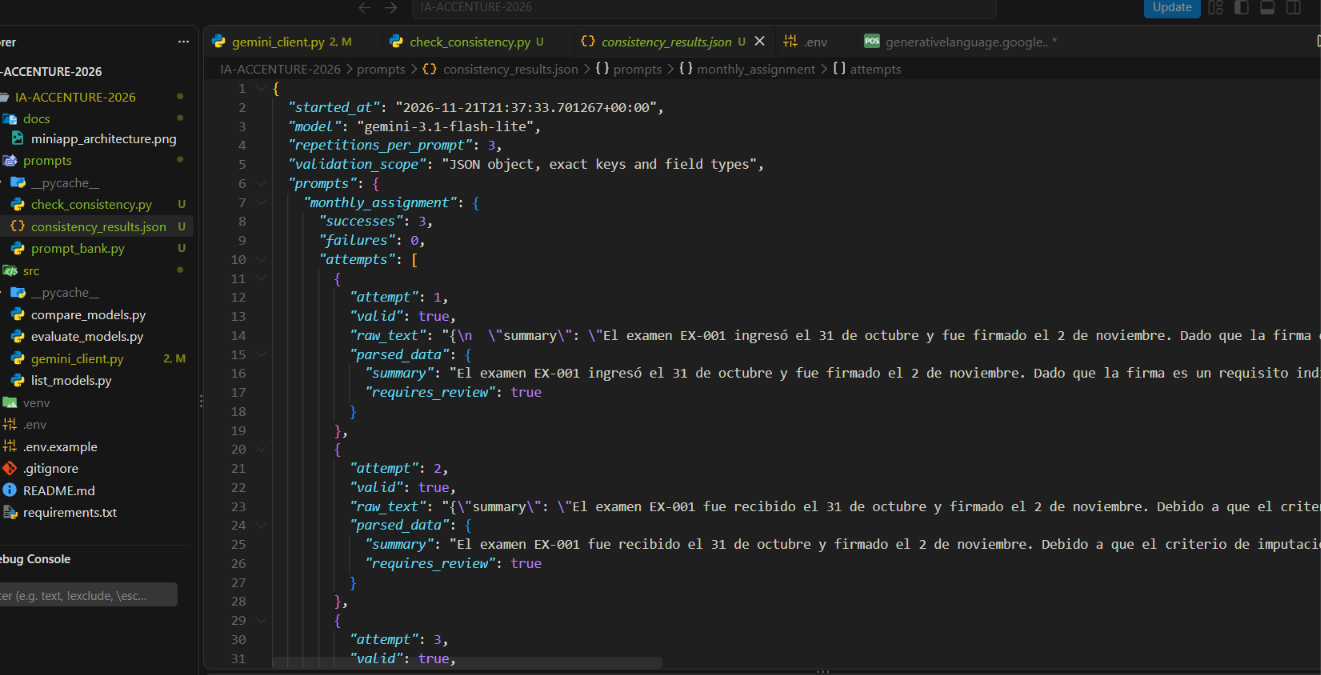 IA-ACCENTURE-2026
Update
rer
...
gemini_client.py 2, M
check_consistency.py U
{} consistency_results.json U
.env
POS generativelanguage.google..
IA-ACCENTURE-2026 > prompts > {} consistency_results.json > {} prompts > {} monthly_assignment > [ ] attempts
-ACCENTURE-2026
IA-ACCENTURE-2026
docs
miniapp_architecture.png
prompts
__pycache__
check_consistency.py U
{} consistency_results.json U
prompt_bank.py U
src
__pycache__
compare_models.py
evaluate_models.py
gemini_client.py 2, M
list_models.py
venv
.env
.env.example
.gitignore
README.md
requirements.txt
ebug Console
ter (e.g. text, !exclude, \esc...
1 {
2 "started_at": "2026-11-21T21:37:33.701267+00:00",
3 "model": "gemini-3.1-flash-lite",
4 "repetitions_per_prompt": 3,
5 "validation_scope": "JSON object, exact keys and field types",
6 "prompts": {
7 "monthly_assignment": {
8 "successes": 3,
9 "failures": 0,
10 "attempts": [
11 {
12 "attempt": 1,
13 "valid": true,
14 "raw_text": "{\n \"summary\": \"El examen EX-001 ingresó el 31 de octubre y fue firmado el 2 de noviembre. Dado que la firma
15 "parsed_data": {
16 "summary": "El examen EX-001 ingresó el 31 de octubre y fue firmado el 2 de noviembre. Dado que la firma es un requisito indi
17 "requires_review": true
18 }
19 },
20 {
21 "attempt": 2,
22 "valid": true,
23 "raw_text": "{\"summary\": \"El examen EX-001 fue recibido el 31 de octubre y firmado el 2 de noviembre. Debido a que el crite
24 "parsed_data": {
25 "summary": "El examen EX-001 fue recibido el 31 de octubre y firmado el 2 de noviembre. Debido a que el criterio de imputaci
26 "requires_review": true
27 }
28 },
29 {
30 "attempt": 3,
31 "valid": true,